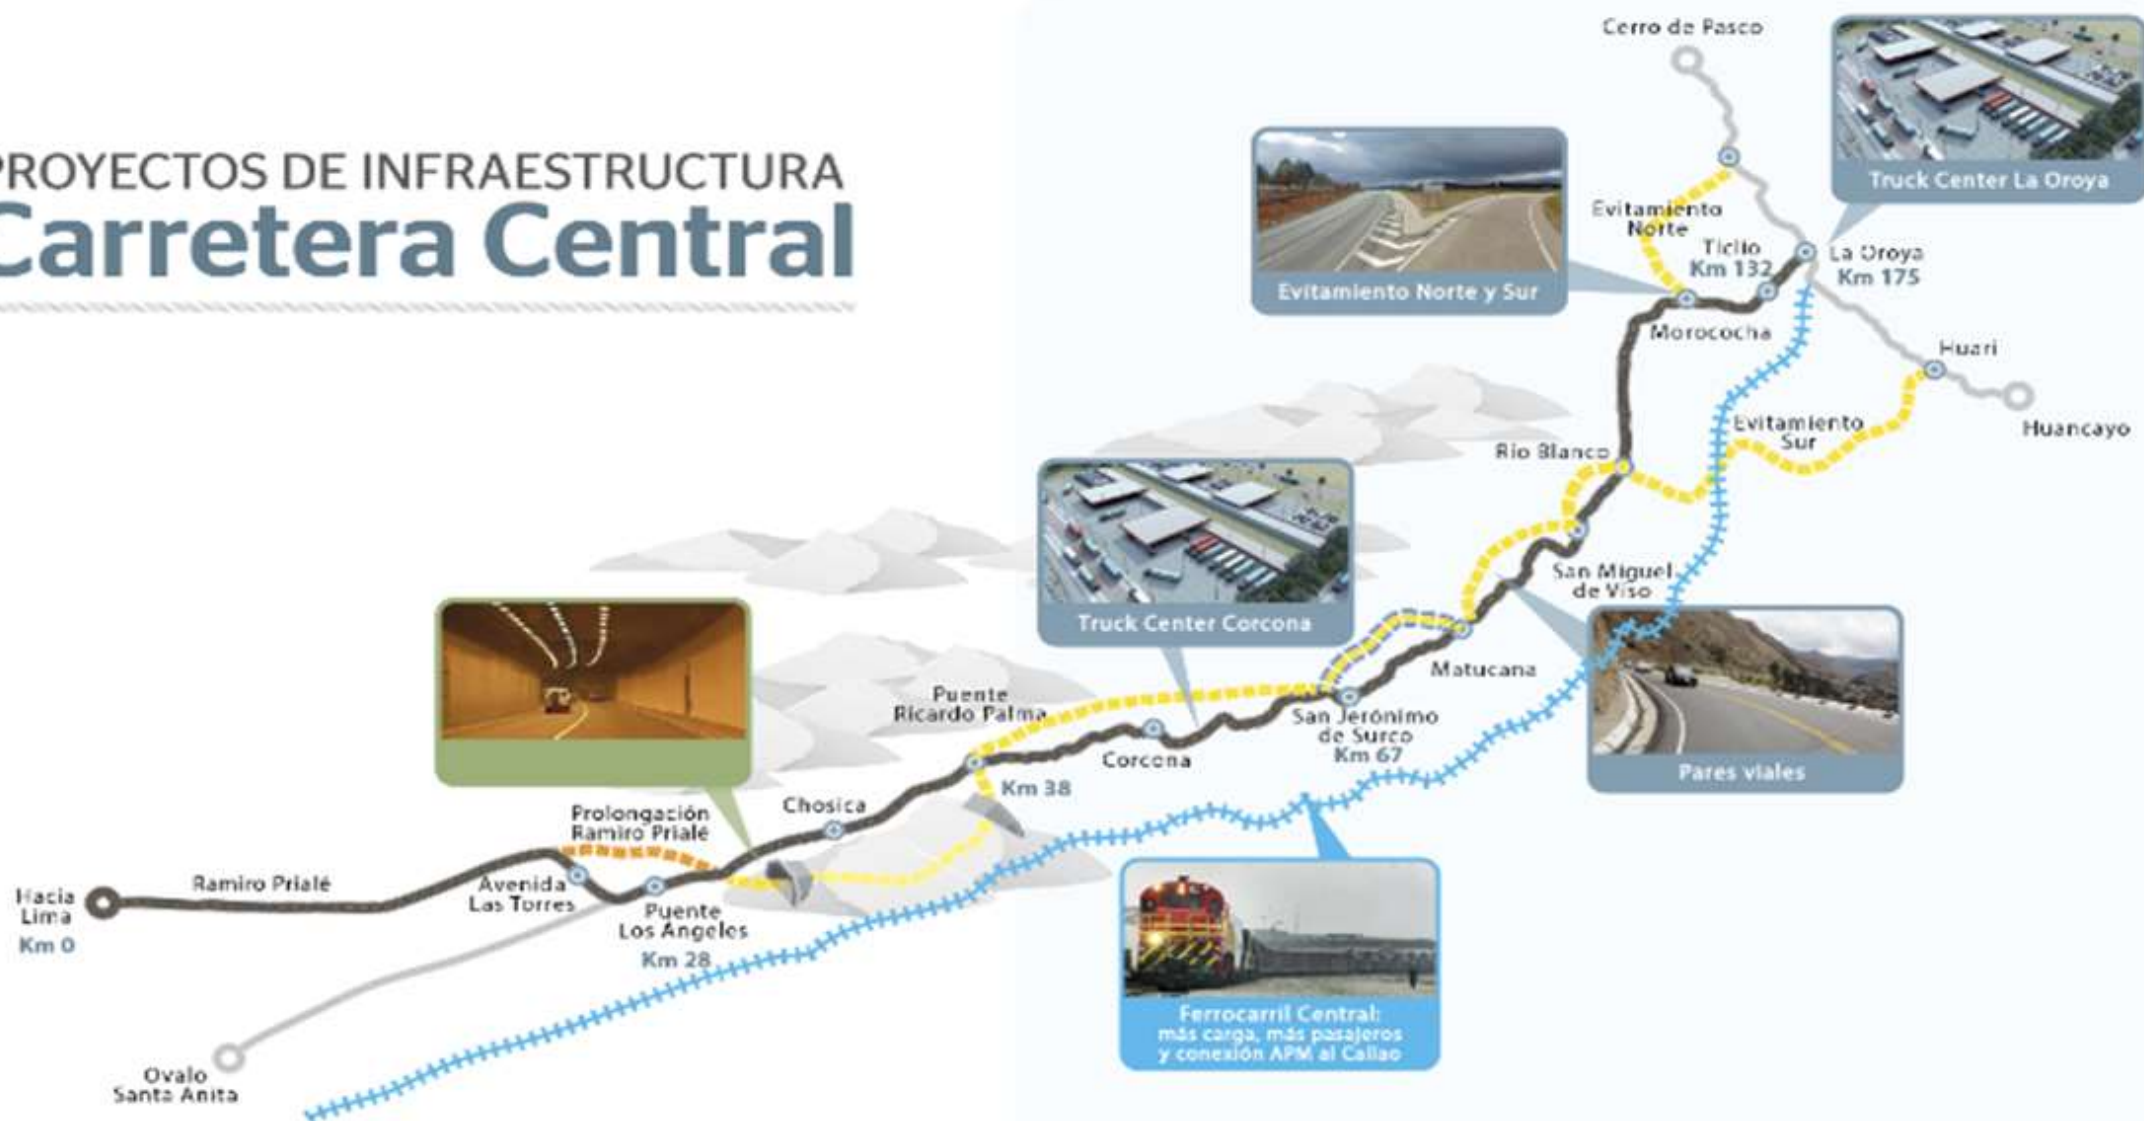 PROYECTOS DE INFRAESTRUCTURA
Carretera Central
Cerro de Pasco
Truck Center La Oroya
Evitamiento
Norte
Evitamiento Norte y Sur
Ticlio
Km 132
La Oroya
Km 175
Morococha
Huari
Huancayo
Evitamiento
Sur
Río Blanco
San Miguel
de Viso
Truck Center Corcona
Matucana
Pares viales
Puente
Ricardo Palma
San Jerónimo
de Surco
Km 67
Corcona
Km 38
Chosica
Prolongación
Ramiro Prialé
Hacia
Lima
Km 0
Ramiro Prialé
Avenida
Las Torres
Puente
Los Angeles
Km 28
Ferrocarril Central:
más carga, más pasajeros
y conexión APM al Callao
Ovalo
Santa Anita